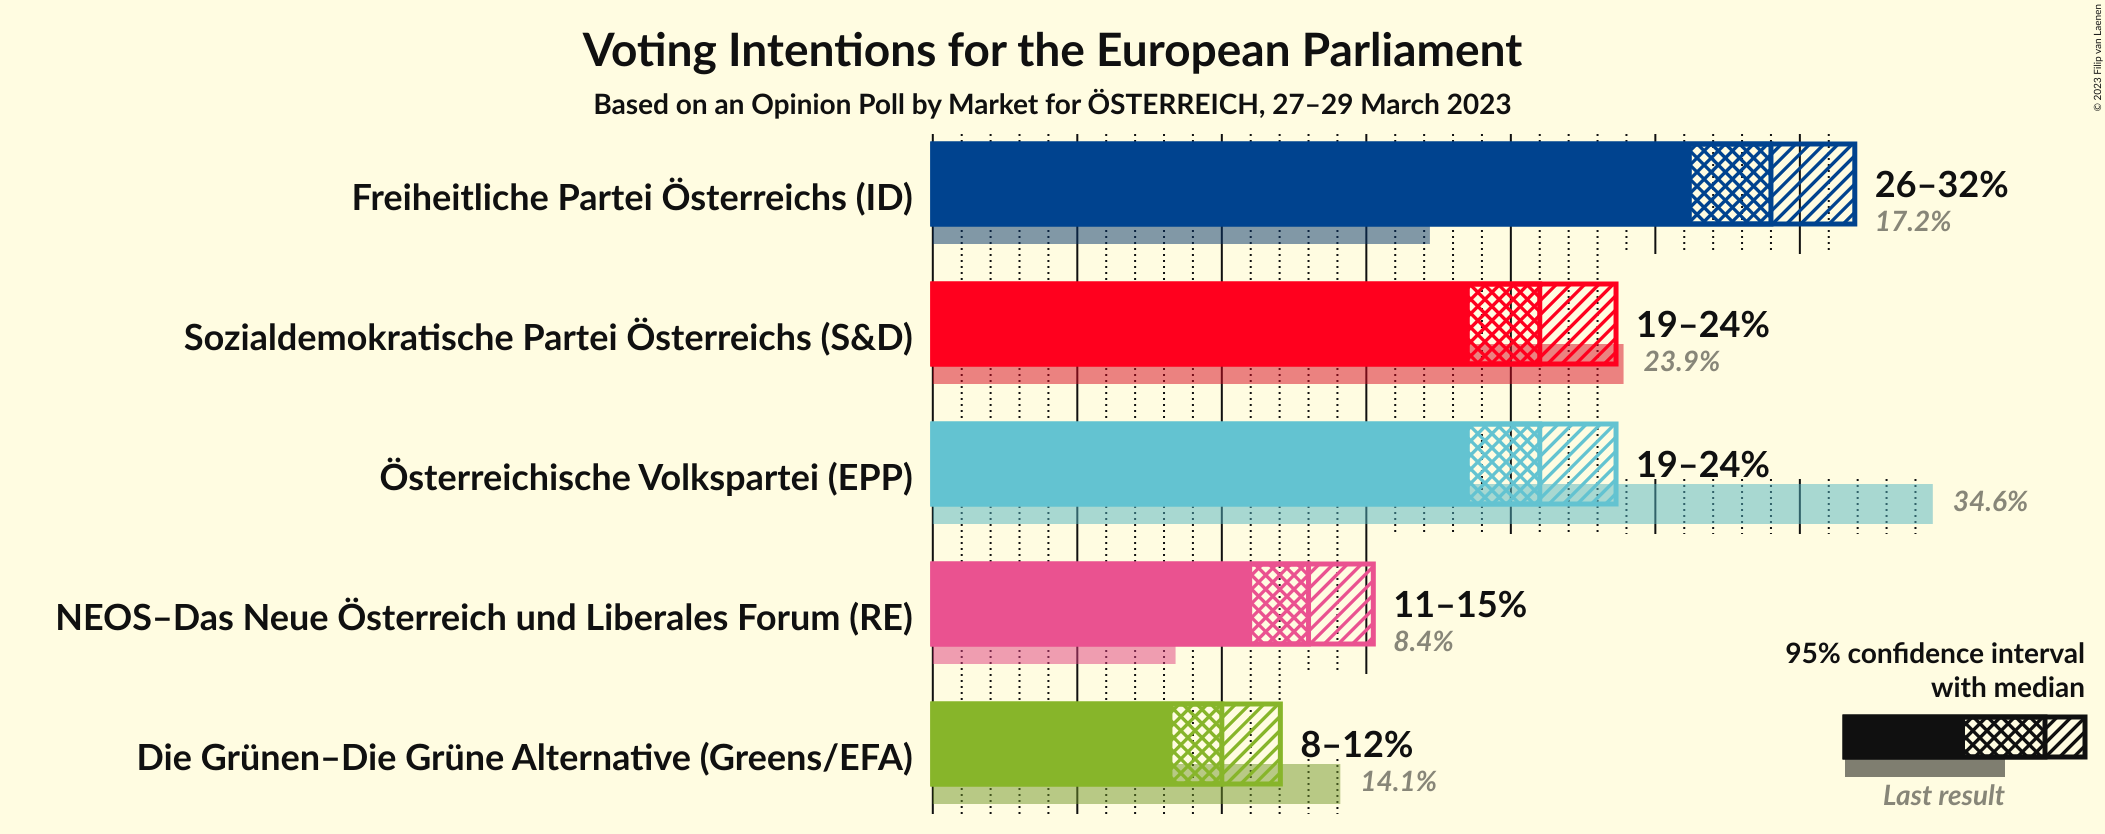 Voting Intentions for the European Parliament
Based on an Opinion Poll by Market for ÖSTERREICH, 27–29 March 2023
© 2023 Filip van Laenen
Freiheitliche Partei Österreichs (ID)
26–32%
17.2%
Sozialdemokratische Partei Österreichs (S&D)
19–24%
23.9%
Österreichische Volkspartei (EPP)
19–24%
34.6%
NEOS–Das Neue Österreich und Liberales Forum (RE)
11–15%
8.4%
Die Grünen–Die Grüne Alternative (Greens/EFA)
8–12%
14.1%
95% confidence interval
with median
Last result